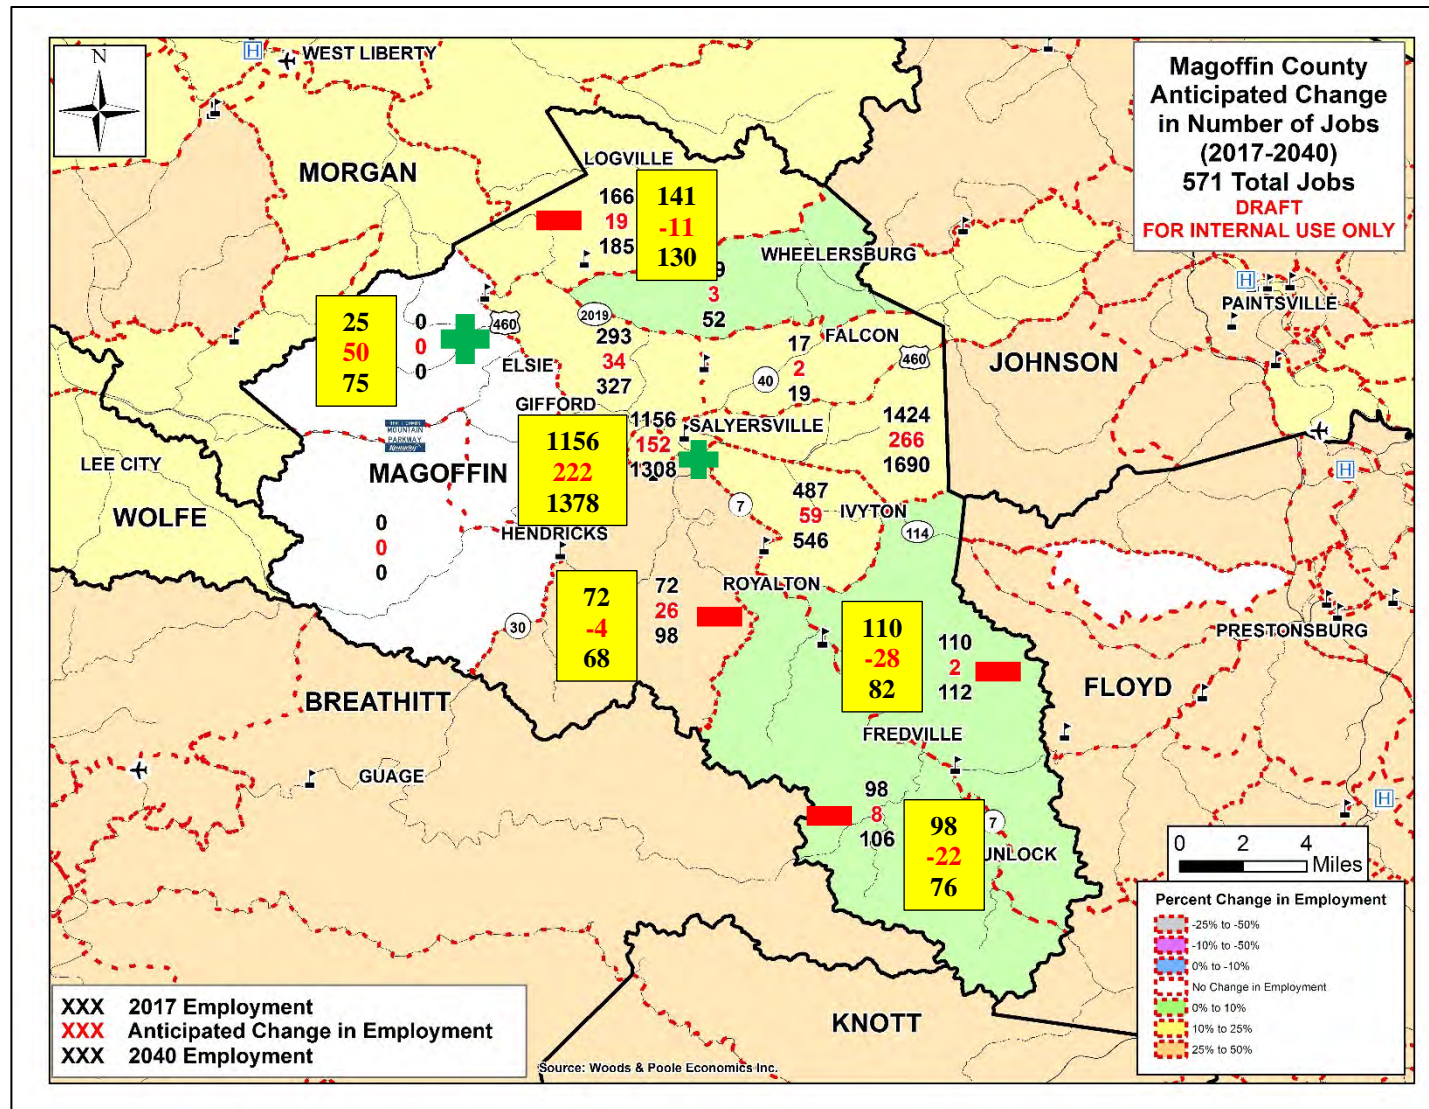 N
H
WEST LIBERTY
Magoffin County
Anticipated Change
in Number of Jobs
(2017-2040)
571 Total Jobs
DRAFT
FOR INTERNAL USE ONLY
MORGAN
LOGVILLE
166
19
185
141
-11
130
WHEELERSBURG
9
3
52
H
PAINTSVILLE
25
50
75
0
0
0
460
2019
293
34
327
ELSIE
17
2
19
FALCON
460
40
JOHNSON
GIFFORD
1156
152
1308
SALYERSVILLE
1424
266
1690
MOUNTAIN
PARKWAY
Kentucky
LEE CITY
MAGOFFIN
1156
222
1378
H
WOLFE
487
59
546
7
IVYTON
114
0
0
0
HENDRICKS
ROYALTON
72
-4
68
72
26
98
30
110
-28
82
110
2
112
PRESTONSBURG
BREATHITT
FLOYD
FREDVILLE
GUAGE
98
8
106
98
-22
76
7
UNLOCK
H
0 2 4
Miles
Percent Change in Employment
-25% to -50%
-10% to -50%
0% to -10%
No Change in Employment
0% to 10%
10% to 25%
25% to 50%
XXX 2017 Employment
XXX Anticipated Change in Employment
XXX 2040 Employment
KNOTT
Source: Woods & Poole Economics Inc.